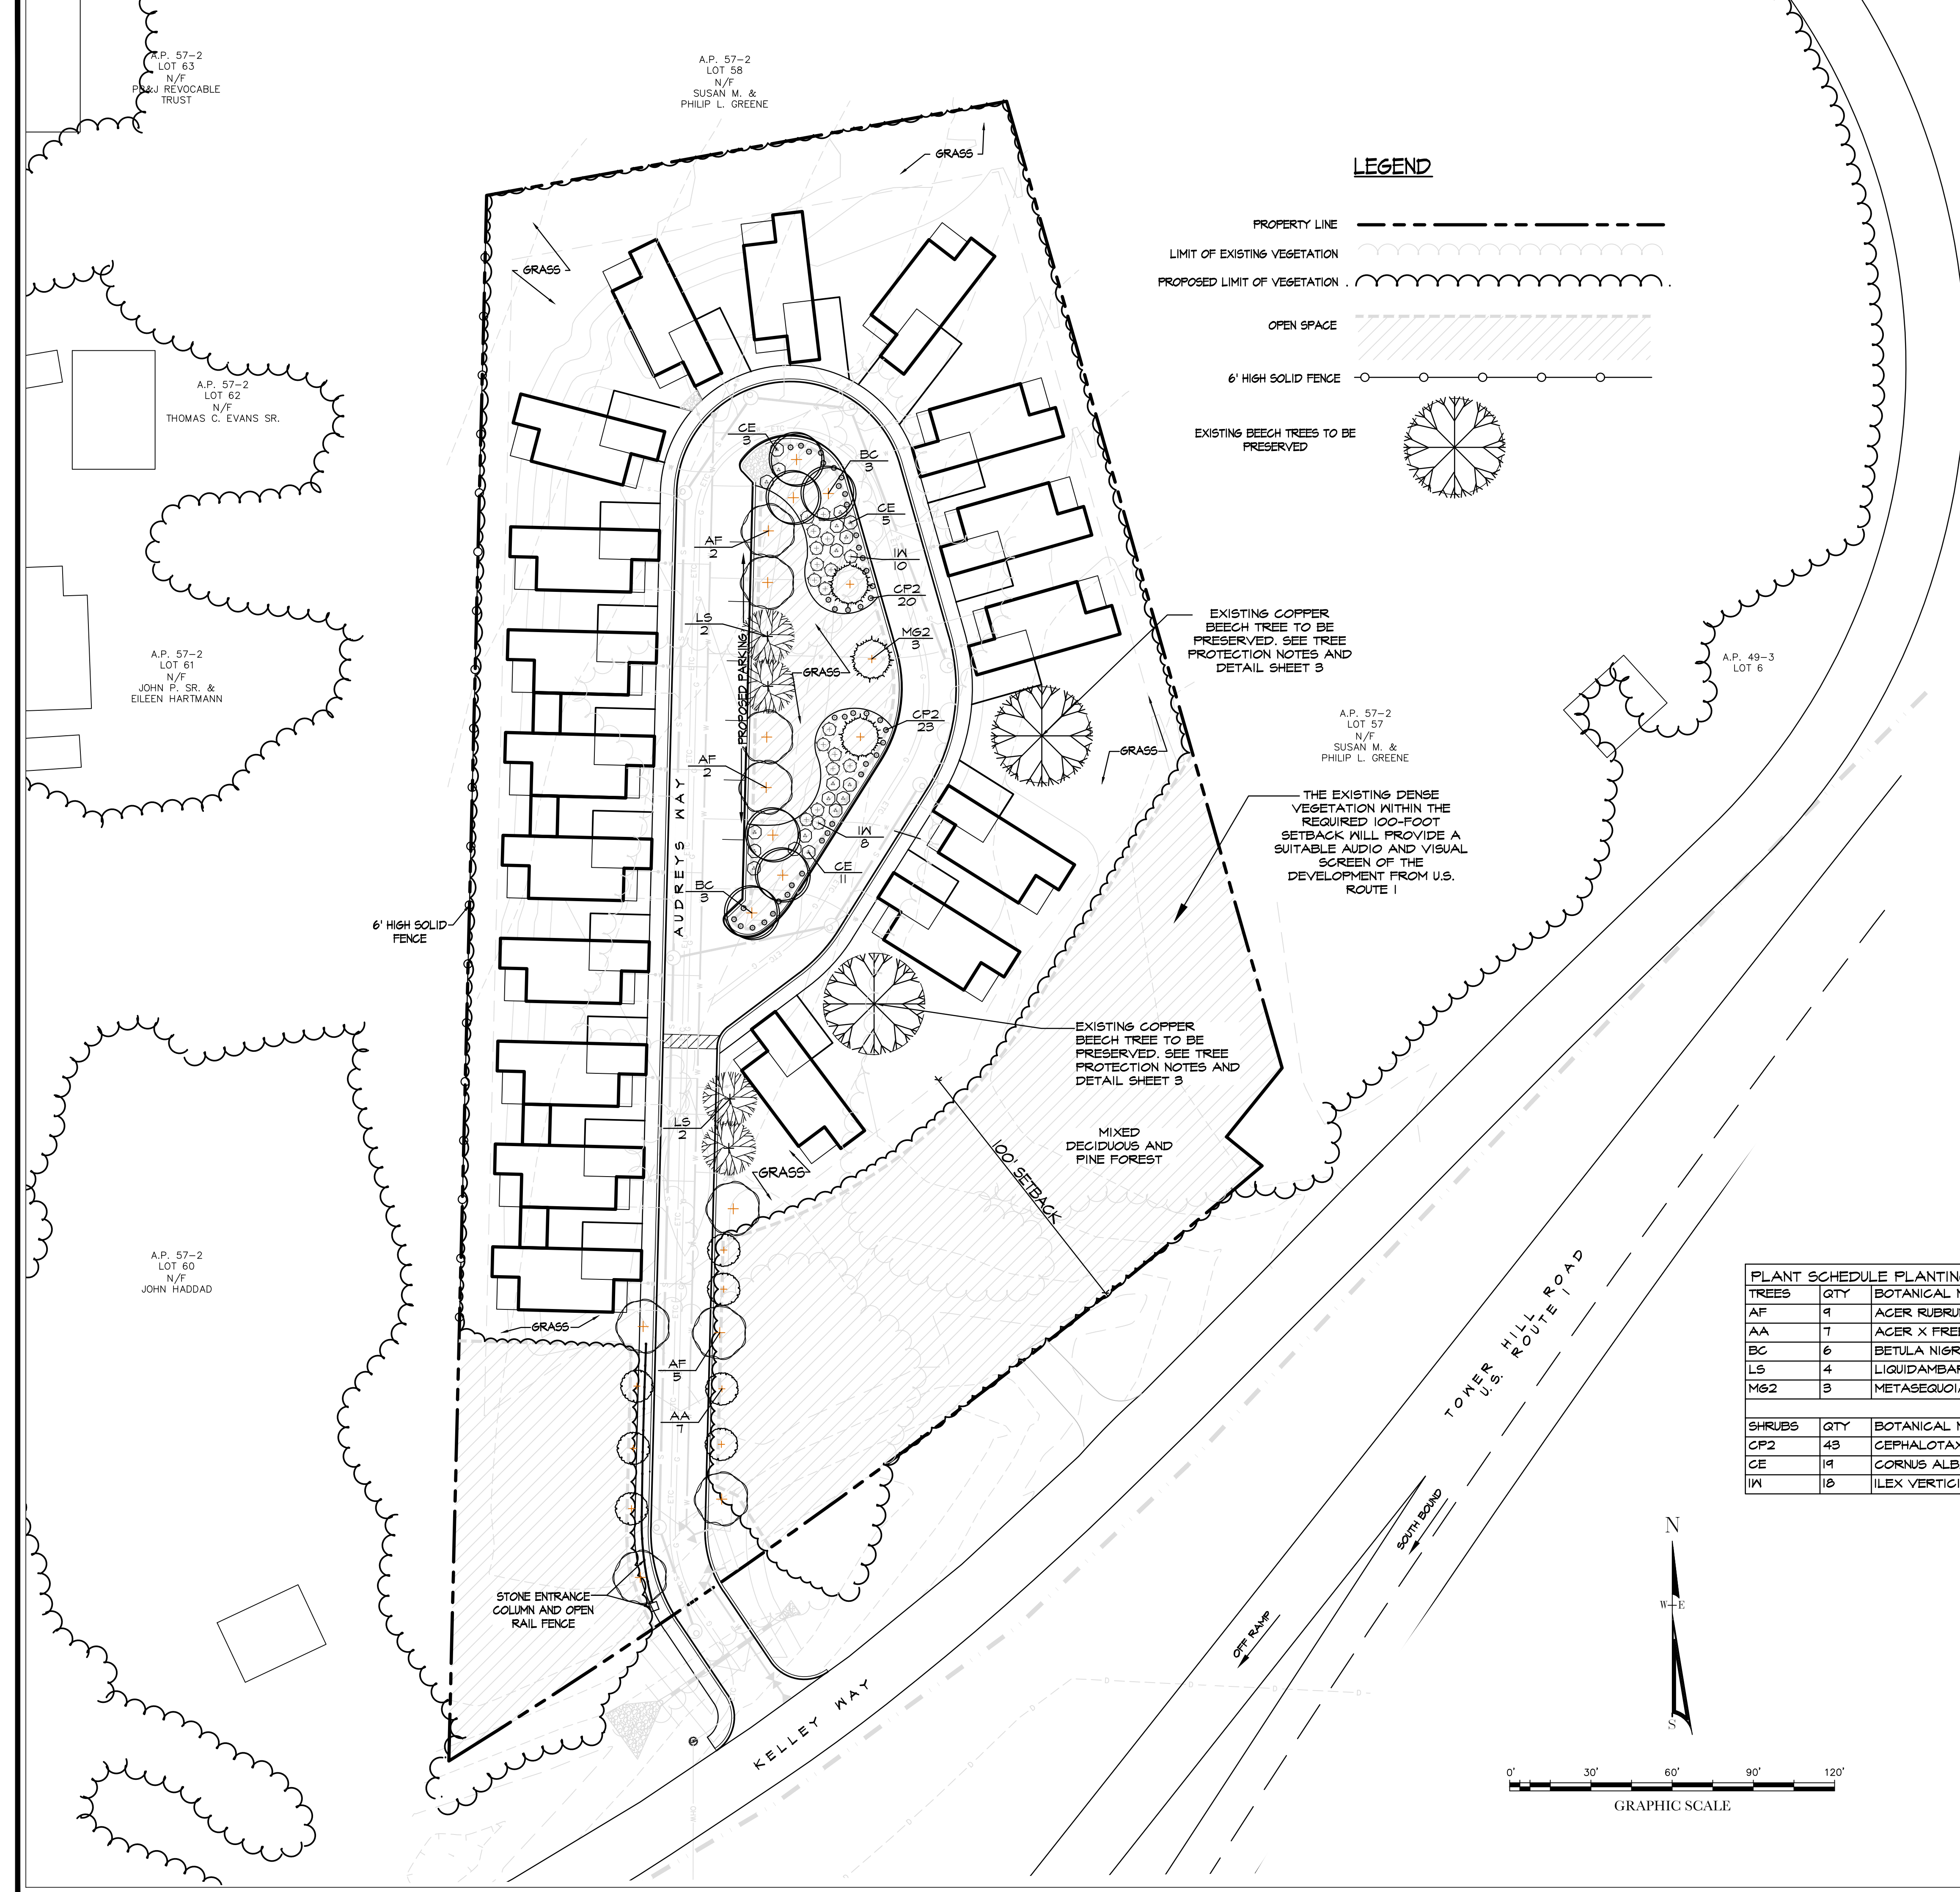 A.P. 57-2
LOT 63
N/F
PB&J REVOCABLE
TRUST
A.P. 57-2
LOT 58
N/F
SUSAN M. &
PHILIP L. GREENE
GRASS
LEGEND
PROPERTY LINE
LIMIT OF EXISTING VEGETATION
PROPOSED LIMIT OF VEGETATION
OPEN SPACE
6' HIGH SOLID FENCE
EXISTING BEECH TREES TO BE
PRESERVED
GRASS
A.P. 57-2
LOT 62
N/F
THOMAS C. EVANS SR.
CE
3
BC
3
CE
5
AF
2
IW
10
CP2
20
LS
2
MG2
3
GRASS
PROPOSED PARKING
CP2
23
AF
2
IW
8
CE
11
BC
3
AUDREYS WAY
EXISTING COPPER
BEECH TREE TO BE
PRESERVED. SEE TREE
PROTECTION NOTES AND
DETAIL SHEET 3
GRASS
A.P. 57-2
LOT 61
N/F
JOHN P. SR. &
EILEEN HARTMANN
A.P. 57-2
LOT 57
N/F
SUSAN M. &
PHILIP L. GREENE
A.P. 49-3
LOT 6
THE EXISTING DENSE
VEGETATION WITHIN THE
REQUIRED 100-FOOT
SETBACK WILL PROVIDE A
SUITABLE AUDIO AND VISUAL
SCREEN OF THE
DEVELOPMENT FROM U.S.
ROUTE 1
6' HIGH SOLID
FENCE
EXISTING COPPER
BEECH TREE TO BE
PRESERVED. SEE TREE
PROTECTION NOTES AND
DETAIL SHEET 3
LS
2
GRASS
MIXED
DECIDUOUS AND
PINE FOREST
100' SETBACK
A.P. 57-2
LOT 60
N/F
JOHN HADDAD
GRASS
AF
5
AA
7
STONE ENTRANCE
COLUMN AND OPEN
RAIL FENCE
KELLEY WAY
TOWER HILL ROAD
U.S. ROUTE 1
SOUTH BOUND
OFF RAMP
PLANT SCHEDULE PLANTIN
TREES QTY BOTANICAL
AF 9 ACER RUBRU
AA 7 ACER X FREE
BC 6 BETULA NIGR
LS 4 LIQUIDAMBAR
MG2 3 METASEQUOIA
SHRUBS QTY BOTANICAL
CP2 43 CEPHALOTAX
CE 19 CORNUS ALB
IW 18 ILEX VERTICI
N
W E
S
0' 30' 60' 90' 120'
GRAPHIC SCALE